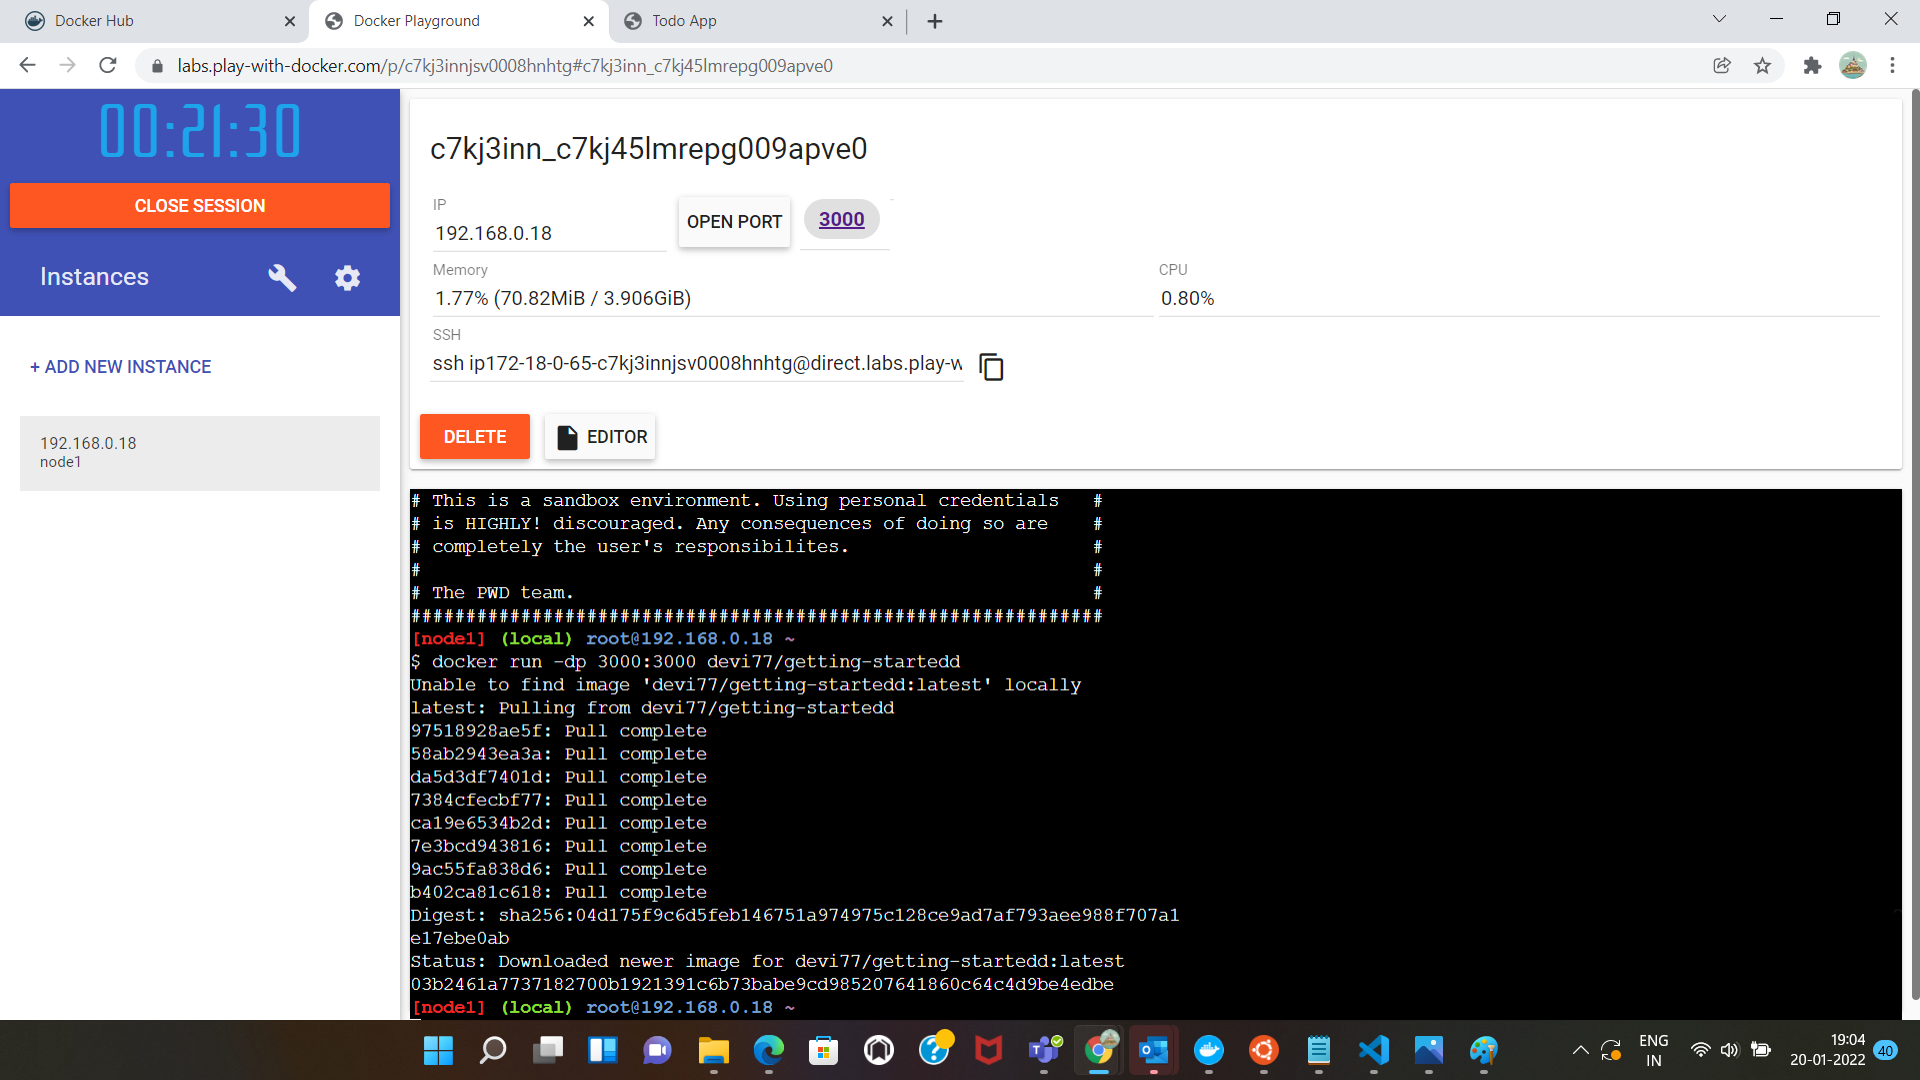 Docker Hub
Docker Playground
Todo App
labs.play-with-docker.com/p/c7kj3innjsv0008hnhtg#c7kj3inn_c7kj45lmrepg009apve0
00:21:30
CLOSE SESSION
Instances
+ ADD NEW INSTANCE
192.168.0.18
node1
c7kj3inn_c7kj45lmrepg009apve0
IP
192.168.0.18
OPEN PORT
3000
Memory
1.77% (70.82MiB / 3.906GiB)
CPU
0.80%
SSH
ssh ip172-18-0-65-c7kj3innjsv0008hnhtg@direct.labs.play-w
DELETE
EDITOR
# This is a sandbox environment. Using personal credentials #
# is HIGHLY! discouraged. Any consequences of doing so are #
# completely the user's responsibilites. #
# #
# The PWD team. #
###############################################################
[node1] (local) root@192.168.0.18 ~
$ docker run -dp 3000:3000 devi77/getting-startedd
Unable to find image 'devi77/getting-startedd:latest' locally
latest: Pulling from devi77/getting-startedd
97518928ae5f: Pull complete
58ab2943ea3a: Pull complete
da5d3df7401d: Pull complete
7384cfecbf77: Pull complete
ca19e6534b2d: Pull complete
7e3bcd943816: Pull complete
9ac55fa838d6: Pull complete
b402ca81c618: Pull complete
Digest: sha256:04d175f9c6d5feb146751a974975c128ce9ad7af793aee988f707a1
e17ebe0ab
Status: Downloaded newer image for devi77/getting-startedd:latest
03b2461a7737182700b1921391c6b73babe9cd985207641860c64c4d9be4edbe
[node1] (local) root@192.168.0.18 ~
ENG
IN
19:04
20-01-2022
40